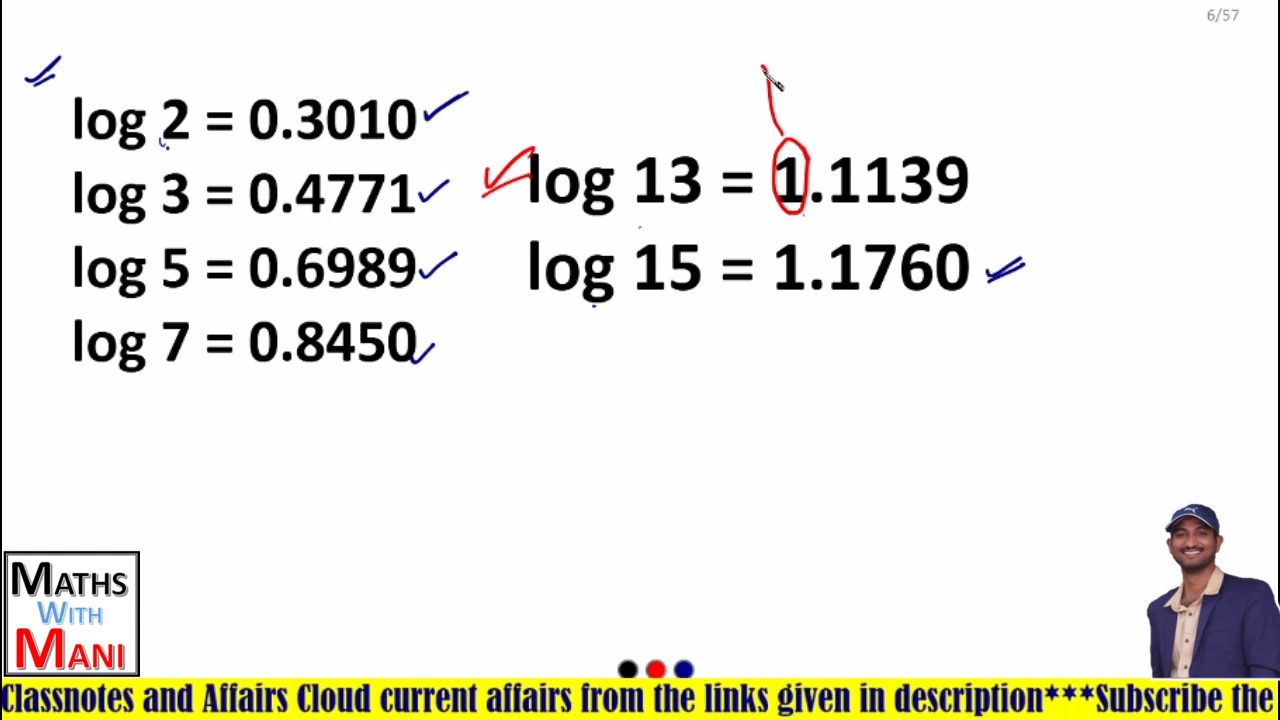 6/57
log 2 = 0.3010
log 3 = 0.4771
log 5 = 0.6989
log 7 = 0.8450
log 13 = 1.1139
log 15 = 1.1760
MATHS
WITH
MANI
Classnotes and Affairs Cloud current affairs from the links given in description***Subscribe the